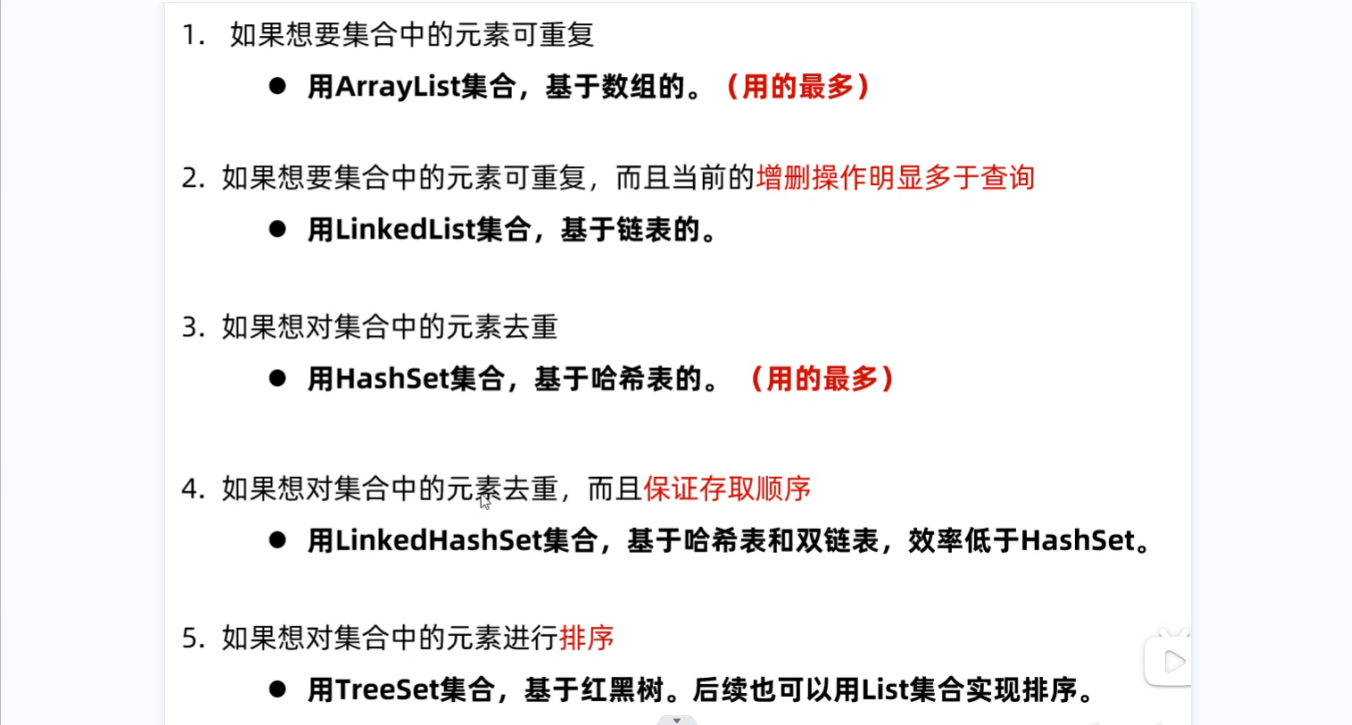 1. 如果想要集合中的元素可重复
● 用ArrayList集合，基于数组的。（用的最多）
2. 如果想要集合中的元素可重复，而且当前的增删操作明显多于查询
● 用LinkedList集合，基于链表的。
3. 如果想对集合中的元素去重
● 用HashSet集合，基于哈希表的。（用的最多）
4. 如果想对集合中的元素去重，而且保证存取顺序
● 用LinkedHashSet集合，基于哈希表和双链表，效率低于HashSet。
5. 如果想对集合中的元素进行排序
● 用TreeSet集合，基于红黑树。后续也可以用List集合实现排序。